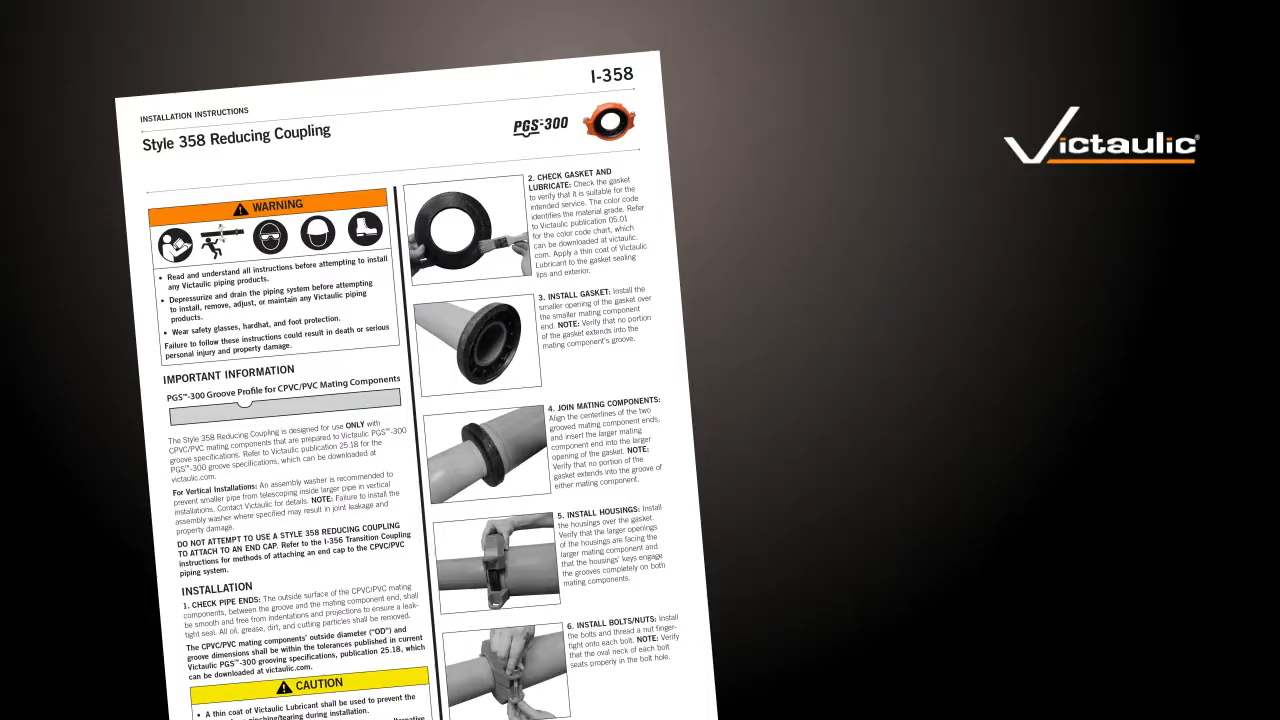 I-358
INSTALLATION INSTRUCTIONS
Style 358 Reducing Coupling
PGS™-300
WARNING
• Read and understand all instructions before attempting to install
any Victaulic piping products.
• Depressurize and drain the piping system before attempting
to install, remove, adjust, or maintain any Victaulic piping
products.
• Wear safety glasses, hardhat, and foot protection.
Failure to follow these instructions could result in death or serious
personal injury and property damage.
IMPORTANT INFORMATION
PGS™-300 Groove Profile for CPVC/PVC Mating Components
The Style 358 Reducing Coupling is designed for use ONLY with
CPVC/PVC mating components that are prepared to Victaulic PGS™-300
groove specifications. Refer to Victaulic publication 25.18 for the
PGS™-300 groove specifications, which can be downloaded at
victaulic.com.
For Vertical Installations: An assembly washer is recommended to
prevent smaller pipe from telescoping inside larger pipe in vertical
installations. Contact Victaulic for details. NOTE: Failure to install the
assembly washer where specified may result in joint leakage and
property damage.
DO NOT ATTEMPT TO USE A STYLE 358 REDUCING COUPLING
TO ATTACH TO AN END CAP. Refer to the I-356 Transition Coupling
instructions for methods of attaching an end cap to the CPVC/PVC
piping system.
INSTALLATION
1. CHECK PIPE ENDS: The outside surface of the CPVC/PVC mating
components, between the groove and the mating component end, shall
be smooth and free from indentations and projections to ensure a leak-
tight seal. All oil, grease, dirt, and cutting particles shall be removed.
The CPVC/PVC mating components' outside diameter ("OD") and
groove dimensions shall be within the tolerances published in current
Victaulic PGS™-300 grooving specifications, publication 25.18, which
can be downloaded at victaulic.com.
CAUTION
• A thin coat of Victaulic Lubricant shall be used to prevent the
pinching/tearing during installation.
alternative
2. CHECK GASKET AND
LUBRICATE: Check the gasket
to verify that it is suitable for the
intended service. The color code
identifies the material grade. Refer
to Victaulic publication 05.01
for the color code chart, which
can be downloaded at victaulic.
com. Apply a thin coat of Victaulic
Lubricant to the gasket sealing
lips and exterior.
3. INSTALL GASKET: Install the
smaller opening of the gasket over
the smaller mating component
end. NOTE: Verify that no portion
of the gasket extends into the
mating component's groove.
4. JOIN MATING COMPONENTS:
Align the centerlines of the two
grooved mating component ends,
and insert the larger mating
component end into the larger
opening of the gasket. NOTE:
Verify that no portion of the
gasket extends into the groove of
either mating component.
5. INSTALL HOUSINGS: Install
the housings over the gasket.
Verify that the larger openings
of the housings are facing the
larger mating component and
that the housings' keys engage
the grooves completely on both
mating components.
6. INSTALL BOLTS/NUTS: Install
the bolts and thread a nut finger-
tight onto each bolt. NOTE: Verify
that the oval neck of each bolt
seats properly in the bolt hole.
Victaulic®